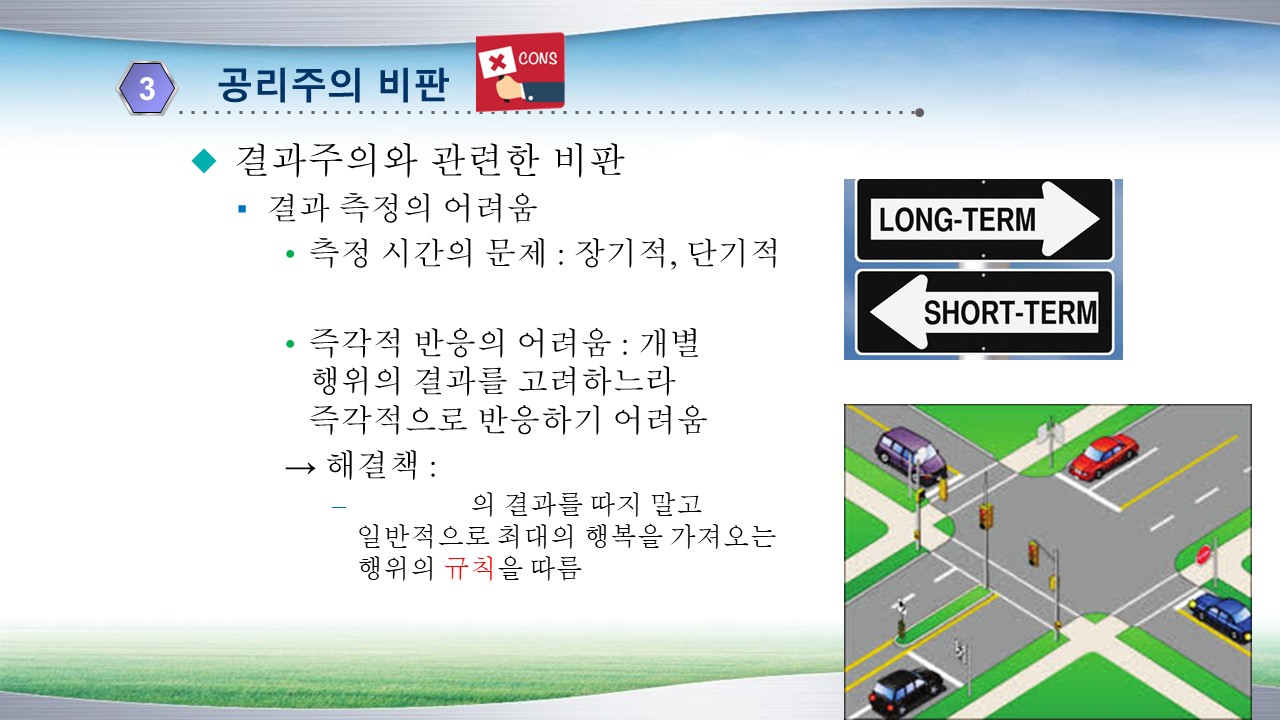 3
공리주의 비판
CONS
결과주의와 관련한 비판
결과 측정의 어려움
측정 시간의 문제 : 장기적, 단기적
즉각적 반응의 어려움 : 개별
행위의 결과를 고려하느라
즉각적으로 반응하기 어려움
→ 해결책 :
– 의 결과를 따지 말고
일반적으로 최대의 행복을 가져오는
행위의 규칙을 따름
LONG-TERM
SHORT-TERM